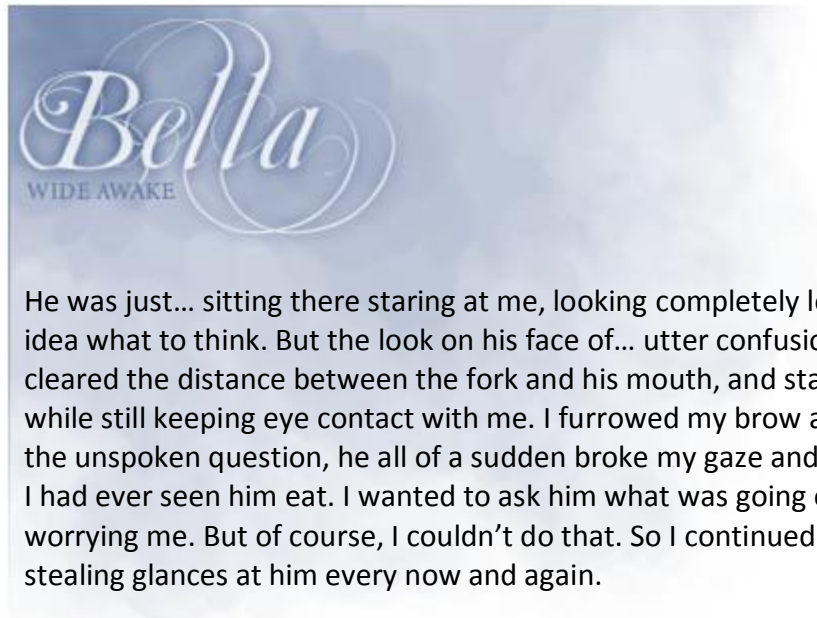 Bella
WIDE AWAKE
He was just… sitting there staring at me, looking completely
idea what to think. But the look on his face of… utter
cleared the distance between the fork and his mouth, and
while still keeping eye contact with me. I furrowed my brow
the unspoken question, he all of a sudden broke my gaze and
I had ever seen him eat. I wanted to ask him what was going
worrying me. But of course, I couldn’t do that. So I continued
stealing glances at him every now and again.